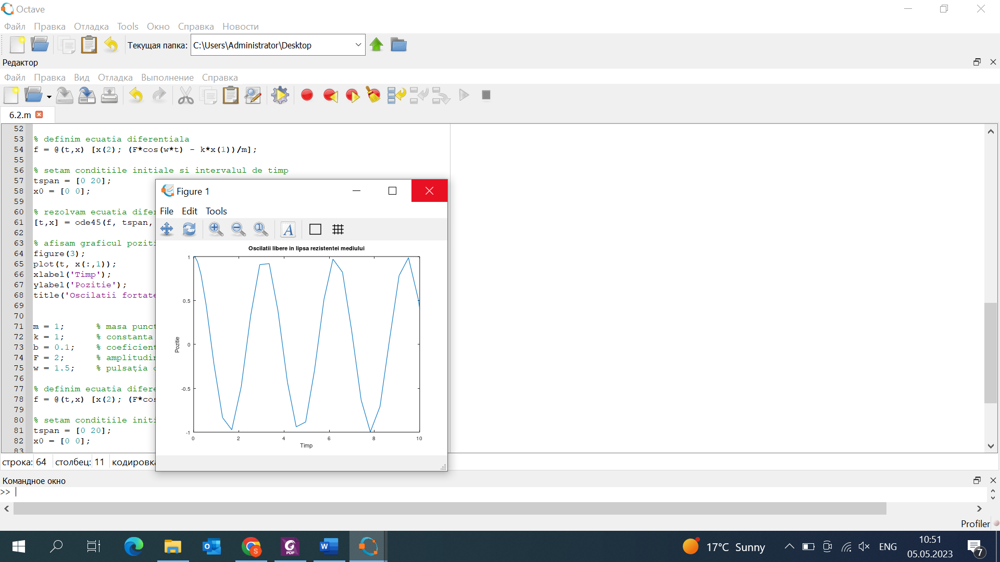 Octave
Файл Правка Отладка Tools Окно Справка Новости
Текущая папка: C:\Users\Administrator\Desktop
Редактор
Файл Правка Вид Отладка Выполнение Справка
6.2.m
52
53 % definim ecuatia diferentiala
54 f = @(t,x) [x(2); (F*cos(w*t) - k*x(1))/m];
55
56 % setam conditiile initiale si intervalul de timp
57 tspan = [0 20];
58 x0 = [0 0];
59
60 % rezolvam ecuatia difer
61 [t,x] = ode45(f, tspan,
62
63 % afisam graficul poziti
64 figure(3);
65 plot(t, x(:,1));
66 xlabel('Timp');
67 ylabel('Pozitie');
68 title('Oscilatii fortate
69
70
71 m = 1; % masa punct
72 k = 1; % constanta
73 b = 0.1; % coeficient
74 F = 2; % amplitudin
75 w = 1.5; % pulsația
76
77 % definim ecuatia difere
78 f = @(t,x) [x(2); (F*cos
79
80 % setam conditiile initi
81 tspan = [0 20];
82 x0 = [0 0];
83
Figure 1
File Edit Tools
Oscilatii libere in lipsa rezistentei mediului
1
0.5
0
-0.5
-1
Pozitie
0 2 4 6 8 10
Timp
строка: 64 столбец: 11 кодировка
Командное окно
>>
Profiler
17°C Sunny
ENG
10:51
05.05.2023
7